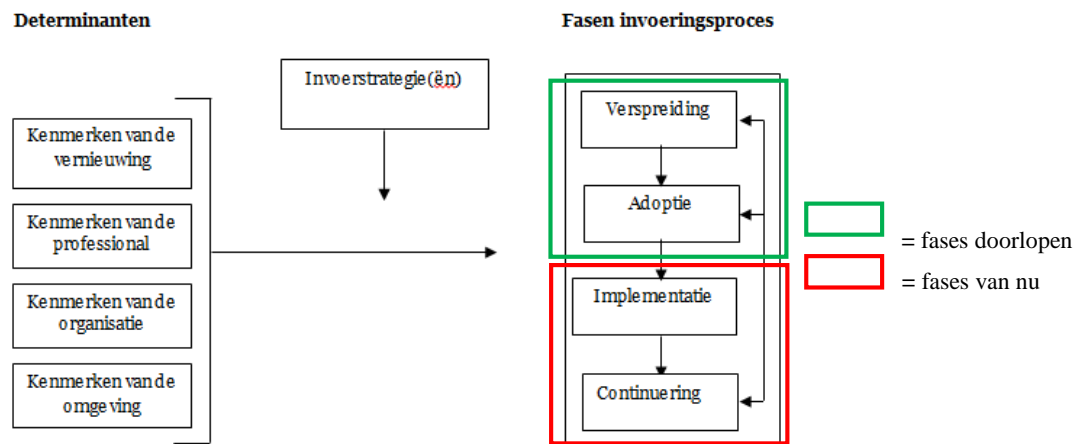 Determinanten
Fasen invoeringsproces
Invoerstrategie(ën)
Kenmerken van de
vernieuwing
Kenmerken van de
professional
Kenmerken van de
organisatie
Kenmerken van de
omgeving
Verspreiding
Adoptie
Implementatie
Continuering
= fases doorlopen
= fases van nu